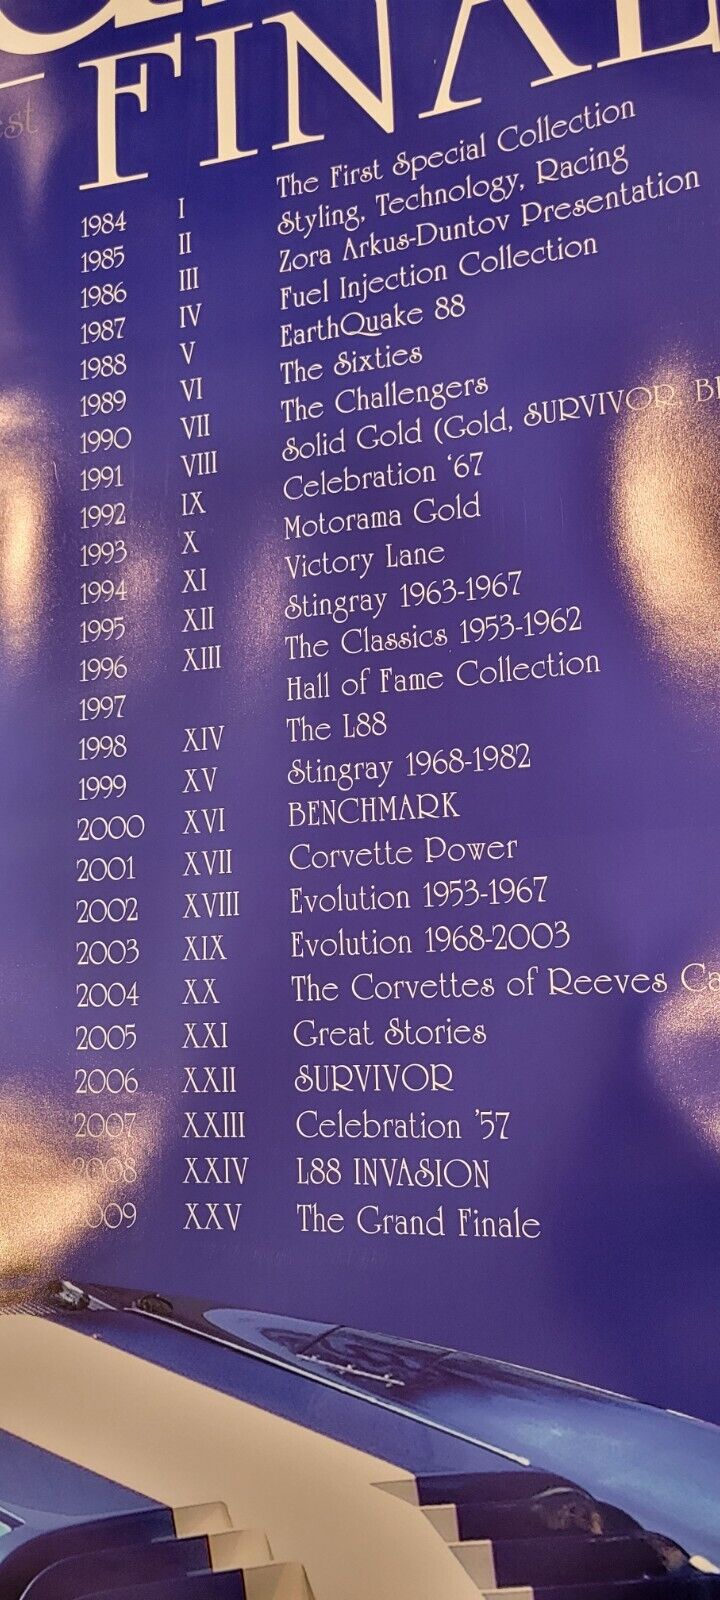 FINAL
est
1984 I The First Special Collection
1985 II Styling, Technology, Racing
1986 III Zora Arkus-Duntov Presentation
1987 IV Fuel Injection Collection
1988 V EarthQuake 88
1989 VI The Sixties
1990 VII The Challengers
1991 VIII Solid Gold (Gold, SURVIVOR, BE
1992 IX Celebration '67
1993 X Motorama Gold
1994 XI Victory Lane
1995 XII Stingray 1963-1967
1996 XIII The Classics 1953-1962
1997 Hall of Fame Collection
1998 XIV The L88
1999 XV Stingray 1968-1982
2000 XVI BENCHMARK
2001 XVII Corvette Power
2002 XVIII Evolution 1953-1967
2003 XIX Evolution 1968-2003
2004 XX The Corvettes of Reeves Ca
2005 XXI Great Stories
2006 XXII SURVIVOR
2007 XXIII Celebration '57
2008 XXIV L88 INVASION
2009 XXV The Grand Finale